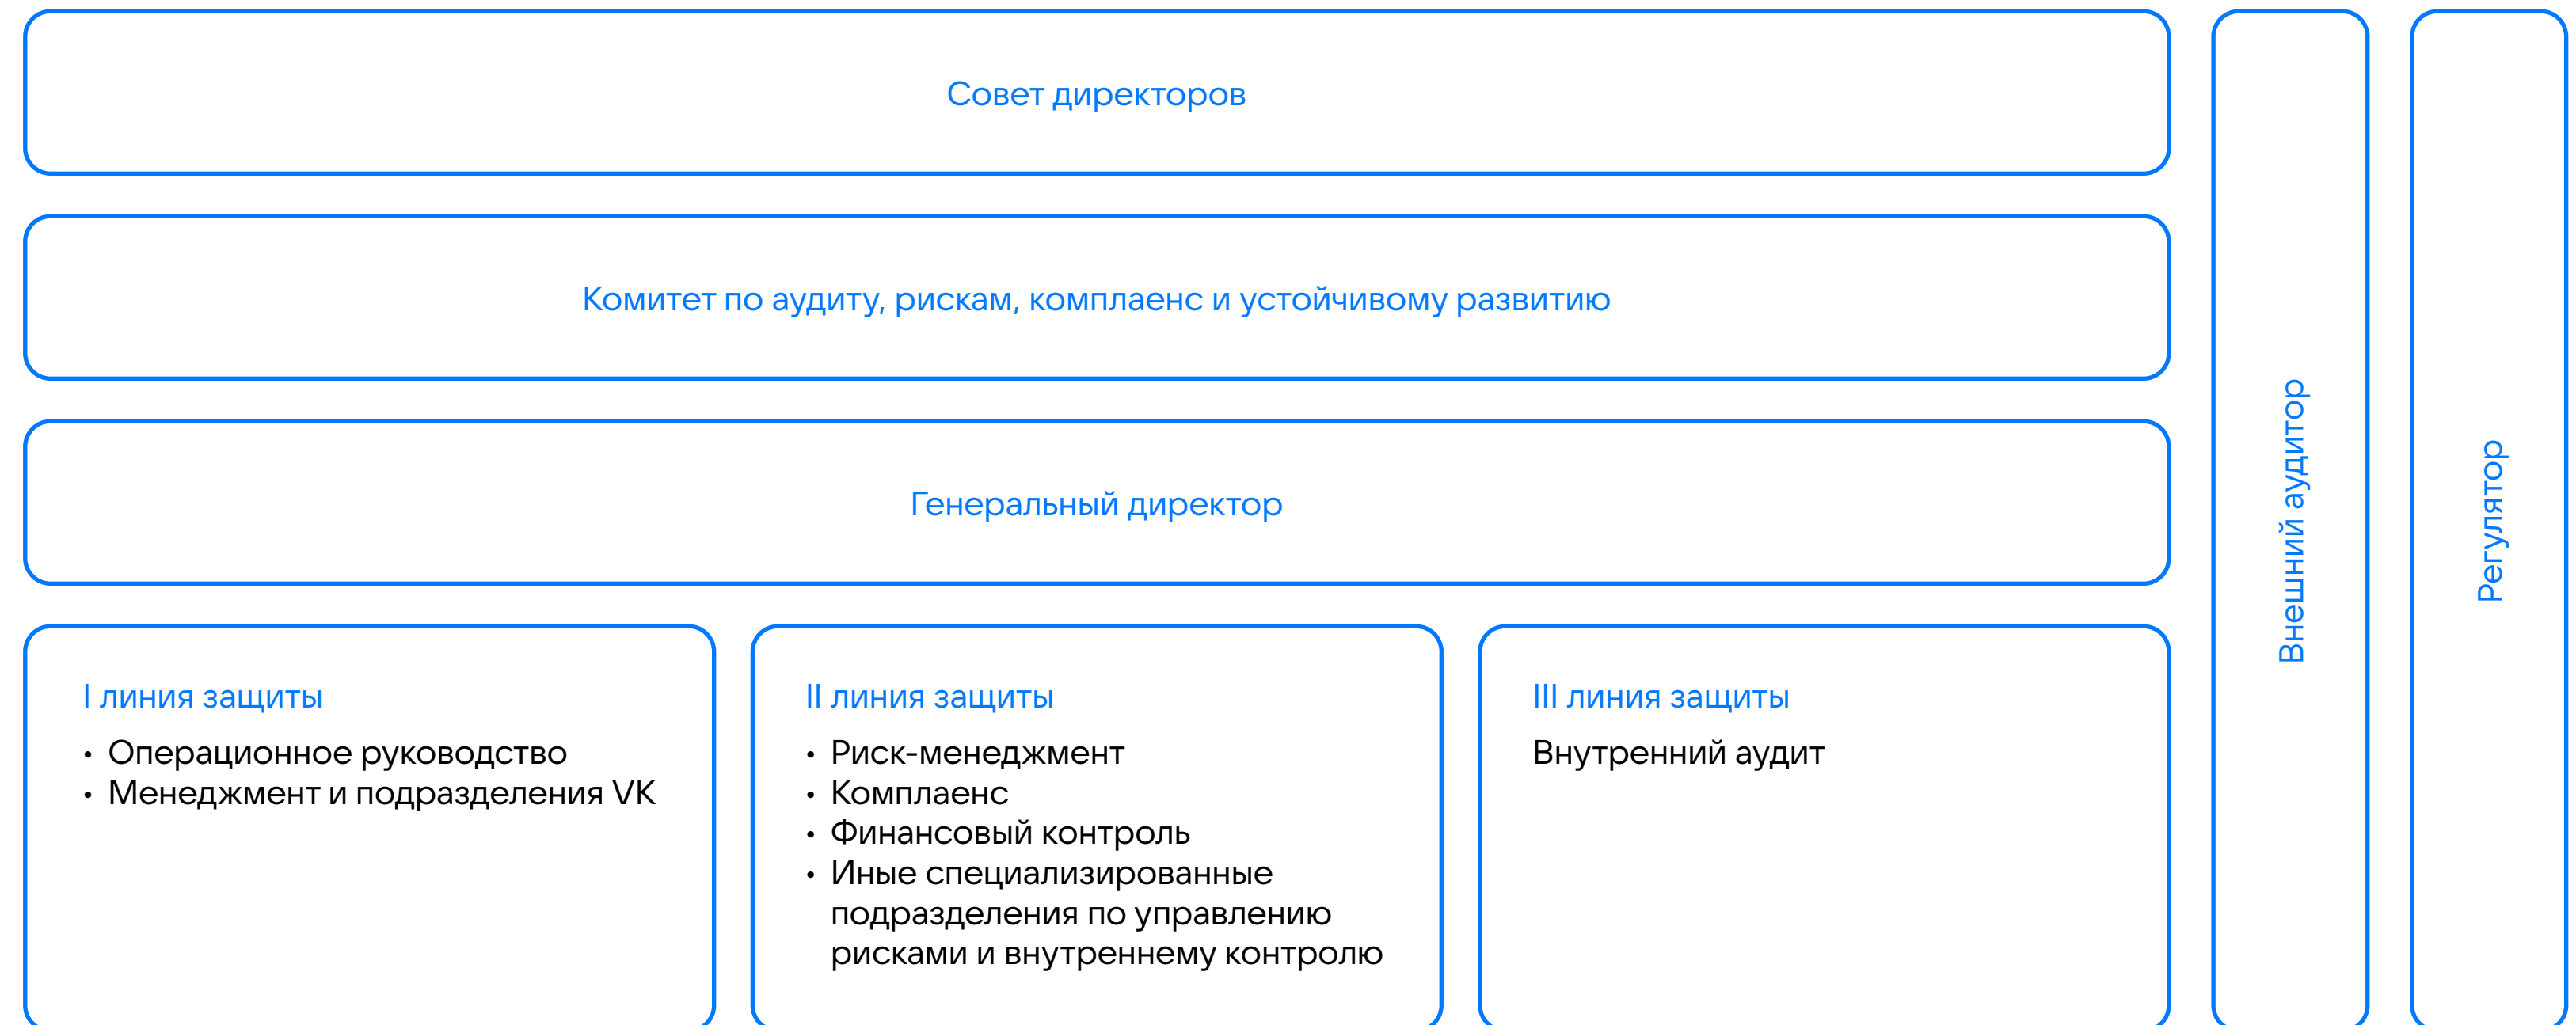 Совет директоров
Комитет по аудиту, рискам, комплаенс и устойчивому развитию
Генеральный директор
I линия защиты
• Операционное руководство
• Менеджмент и подразделения VK
II линия защиты
• Риск-менеджмент
• Комплаенс
• Финансовый контроль
• Иные специализированные
подразделения по управлению
рисками и внутреннему контролю
III линия защиты
Внутренний аудит
Внешний аудитор
Регулятор